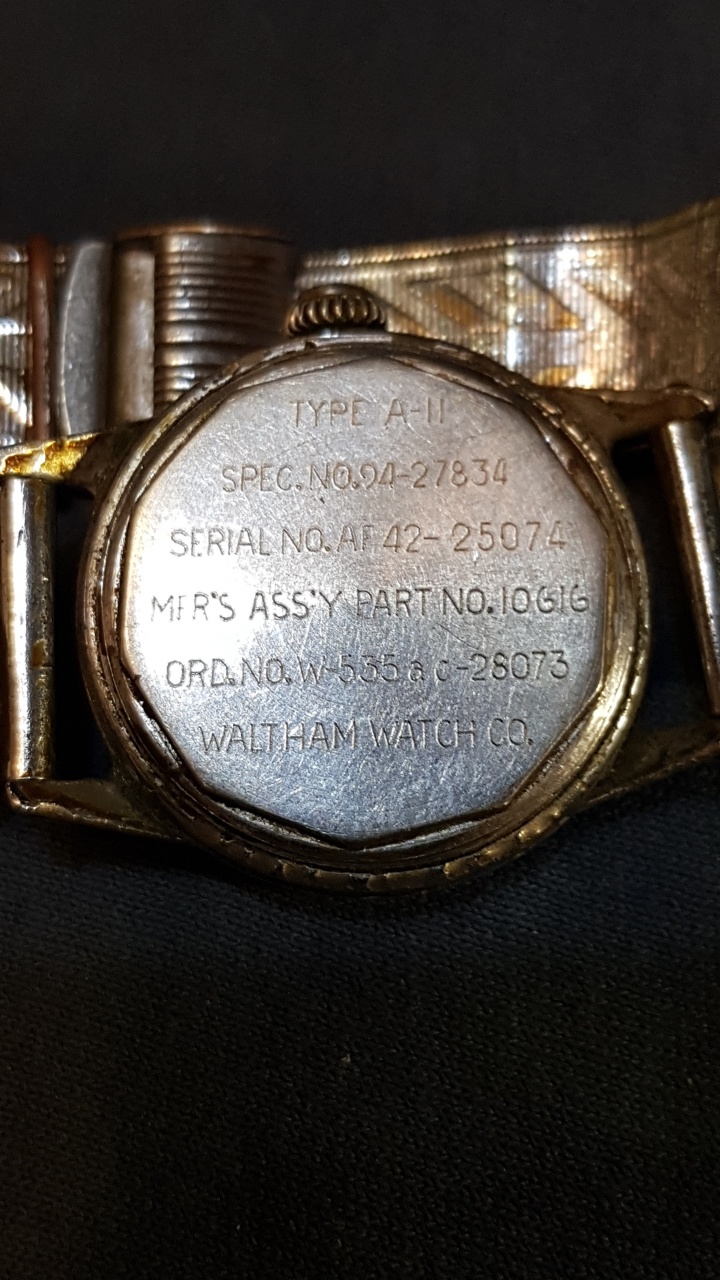 TYPE A-11
SPEC. NO. 94-27834
SERIAL NO. AF 42- 25074
MFR'S ASS'Y PART NO. 10616
ORD. NO. W-535 a c-28073
WALTHAM WATCH CO.